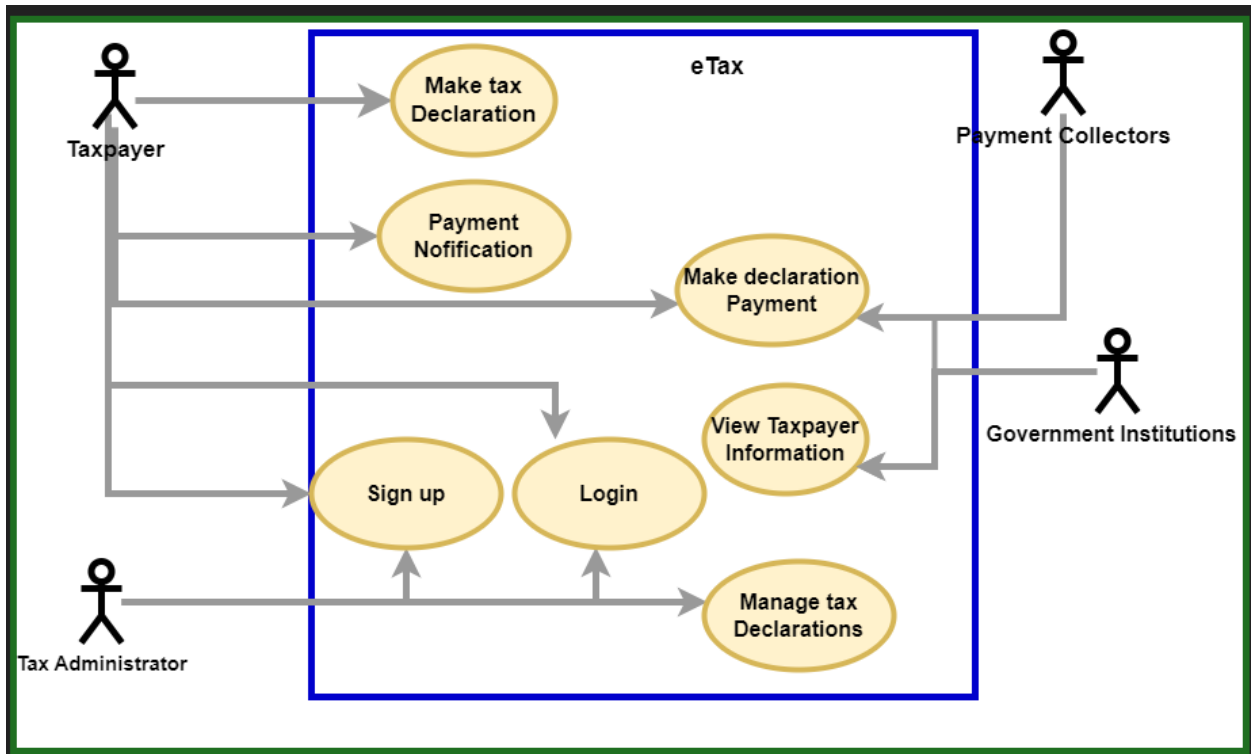 eTax
Taxpayer
Make tax
Declaration
Payment Collectors
Payment
Nofification
Make declaration
Payment
View Taxpayer
Information
Government Institutions
Sign up
Login
Tax Administrator
Manage tax
Declarations